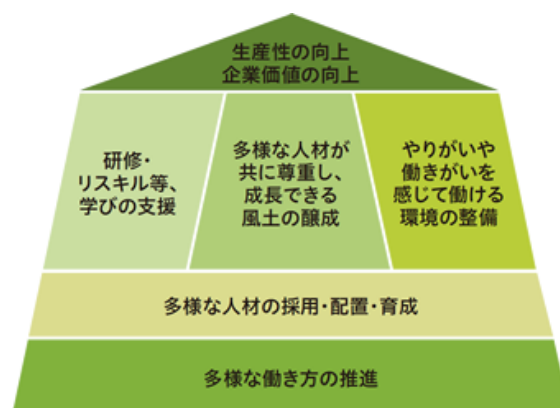 生産性の向上
企業価値の向上
研修・
リスキル等、
学びの支援
多様な人材が
共に尊重し、
成長できる
風土の醸成
やりがいや
働きがいを
感じて働ける
環境の整備
多様な人材の採用・配置・育成
多様な働き方の推進